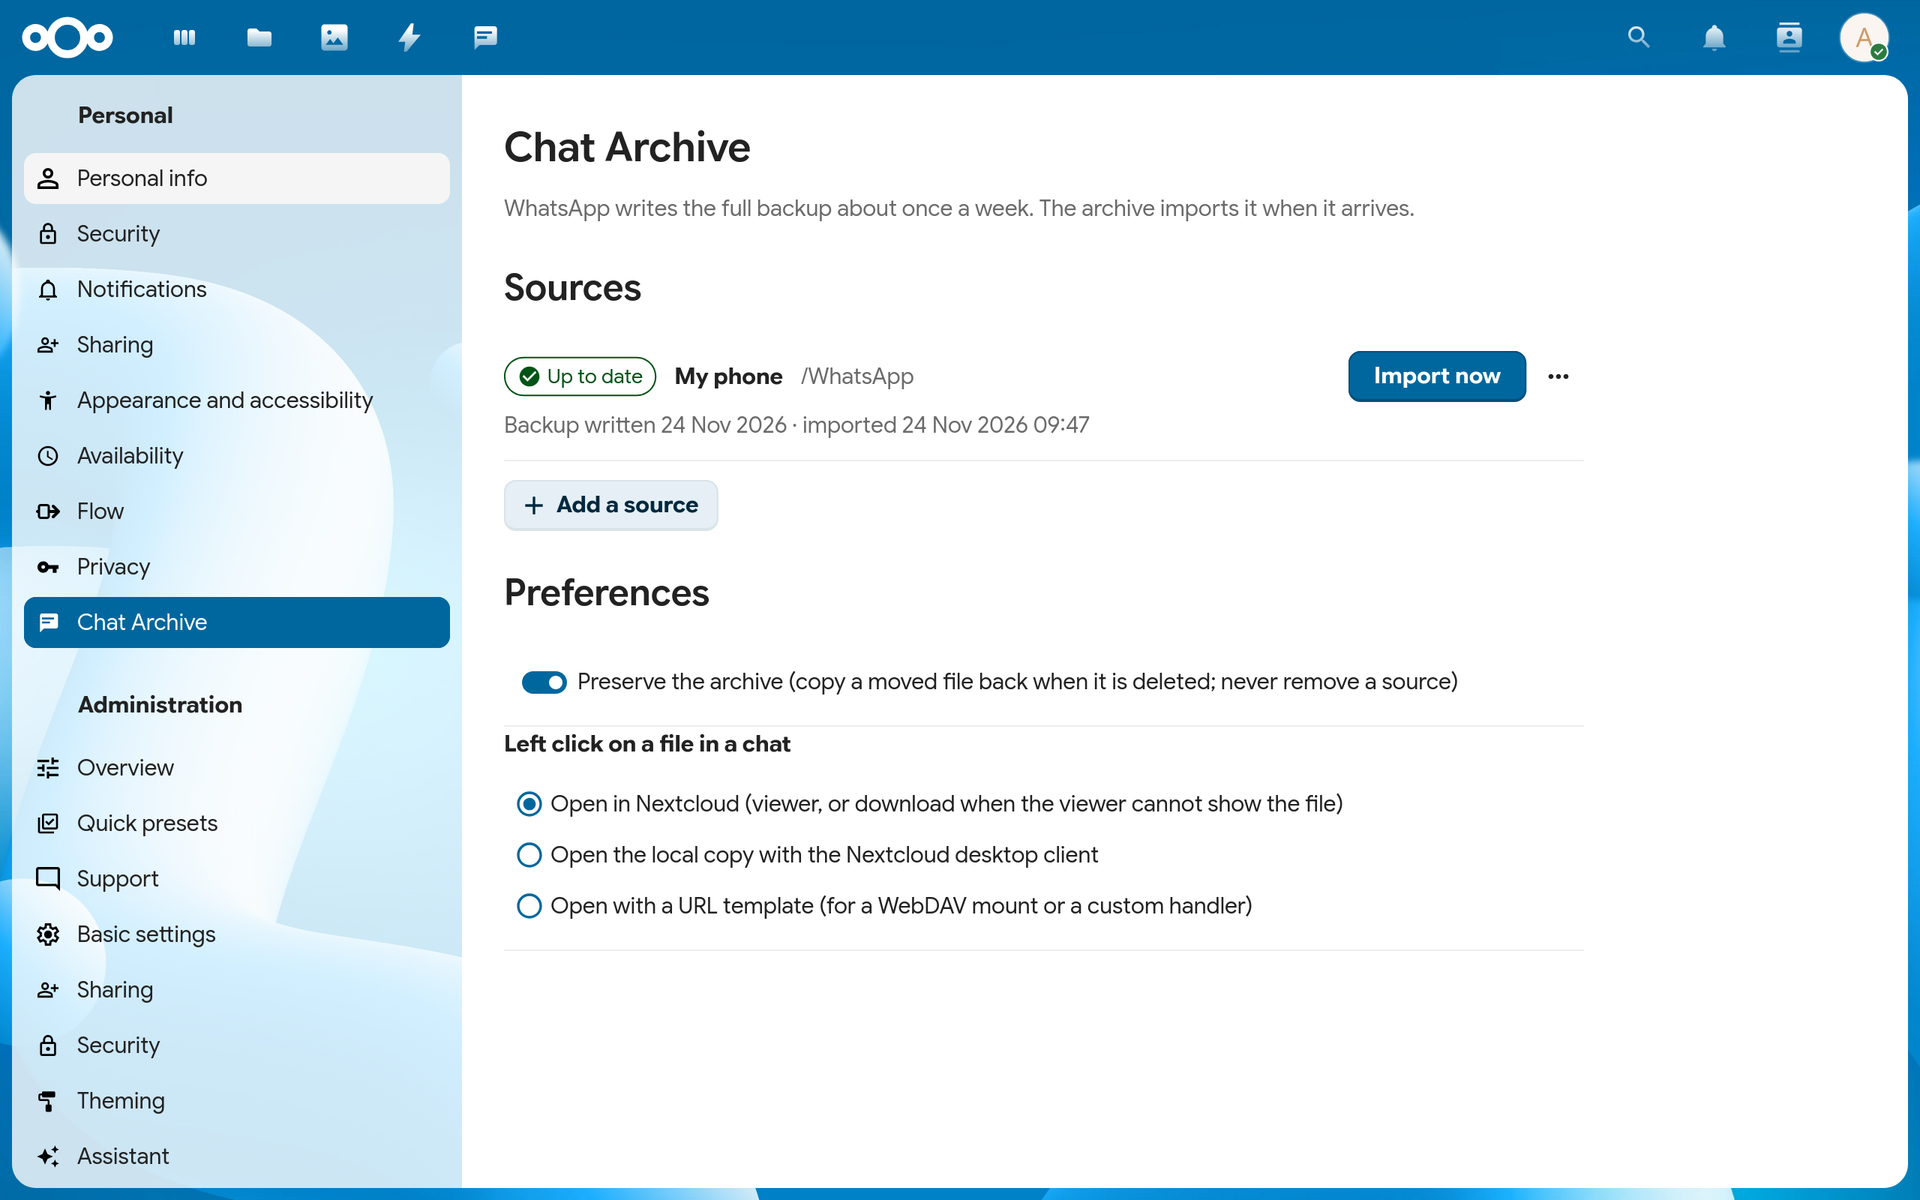 A
Personal
Personal info
Security
Notifications
Sharing
Appearance and accessibility
Availability
Flow
Privacy
Chat Archive
Administration
Overview
Quick presets
Support
Basic settings
Sharing
Security
Theming
Assistant
Chat Archive
WhatsApp writes the full backup about once a week. The archive imports it when it arrives.
Sources
Up to date My phone /WhatsApp Import now
Backup written 24 Nov 2026 · imported 24 Nov 2026 09:47
Add a source
Preferences
Preserve the archive (copy a moved file back when it is deleted; never remove a source)
Left click on a file in a chat
Open in Nextcloud (viewer, or download when the viewer cannot show the file)
Open the local copy with the Nextcloud desktop client
Open with a URL template (for a WebDAV mount or a custom handler)